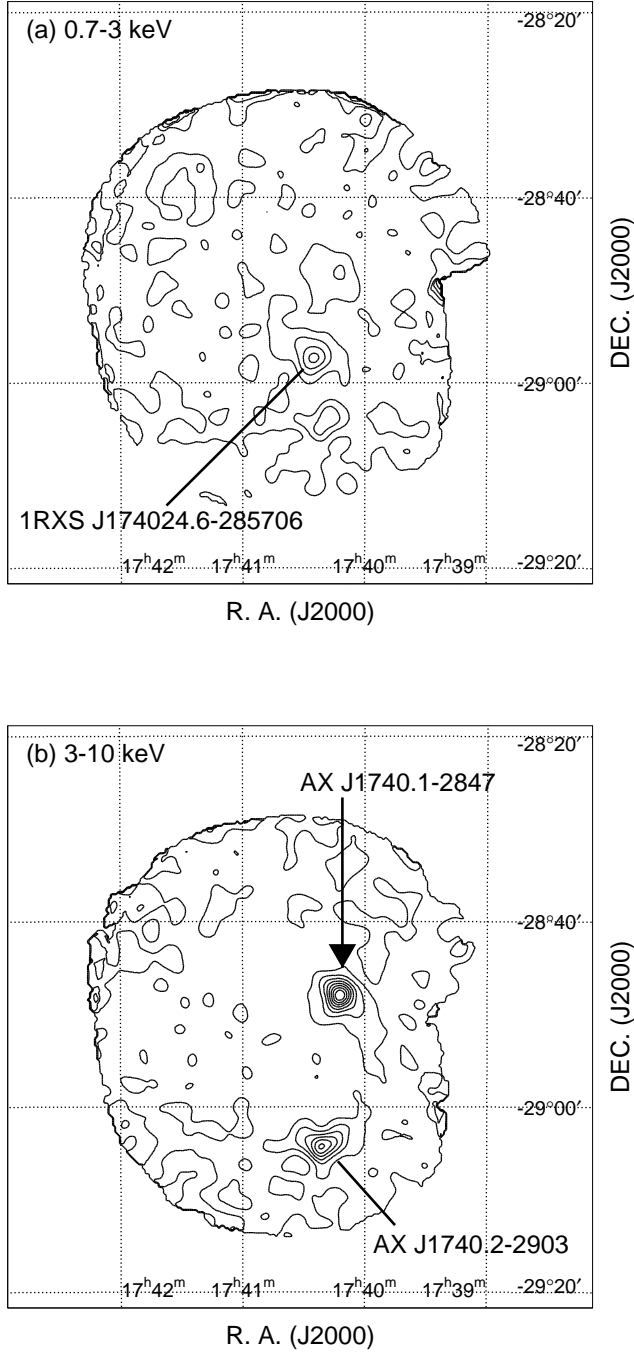 (a) 0.7-3 keV
-28°20′
-28°40′
-29°00′
1RXS J174024.6-285706
-29°20′
17ʰ42ᵐ 17ʰ41ᵐ 17ʰ40ᵐ 17ʰ39ᵐ
R. A. (J2000)
DEC. (J2000)
(b) 3-10 keV
-28°20′
AX J1740.1-2847
-28°40′
-29°00′
AX J1740.2-2903
-29°20′
17ʰ42ᵐ 17ʰ41ᵐ 17ʰ40ᵐ 17ʰ39ᵐ
R. A. (J2000)
DEC. (J2000)